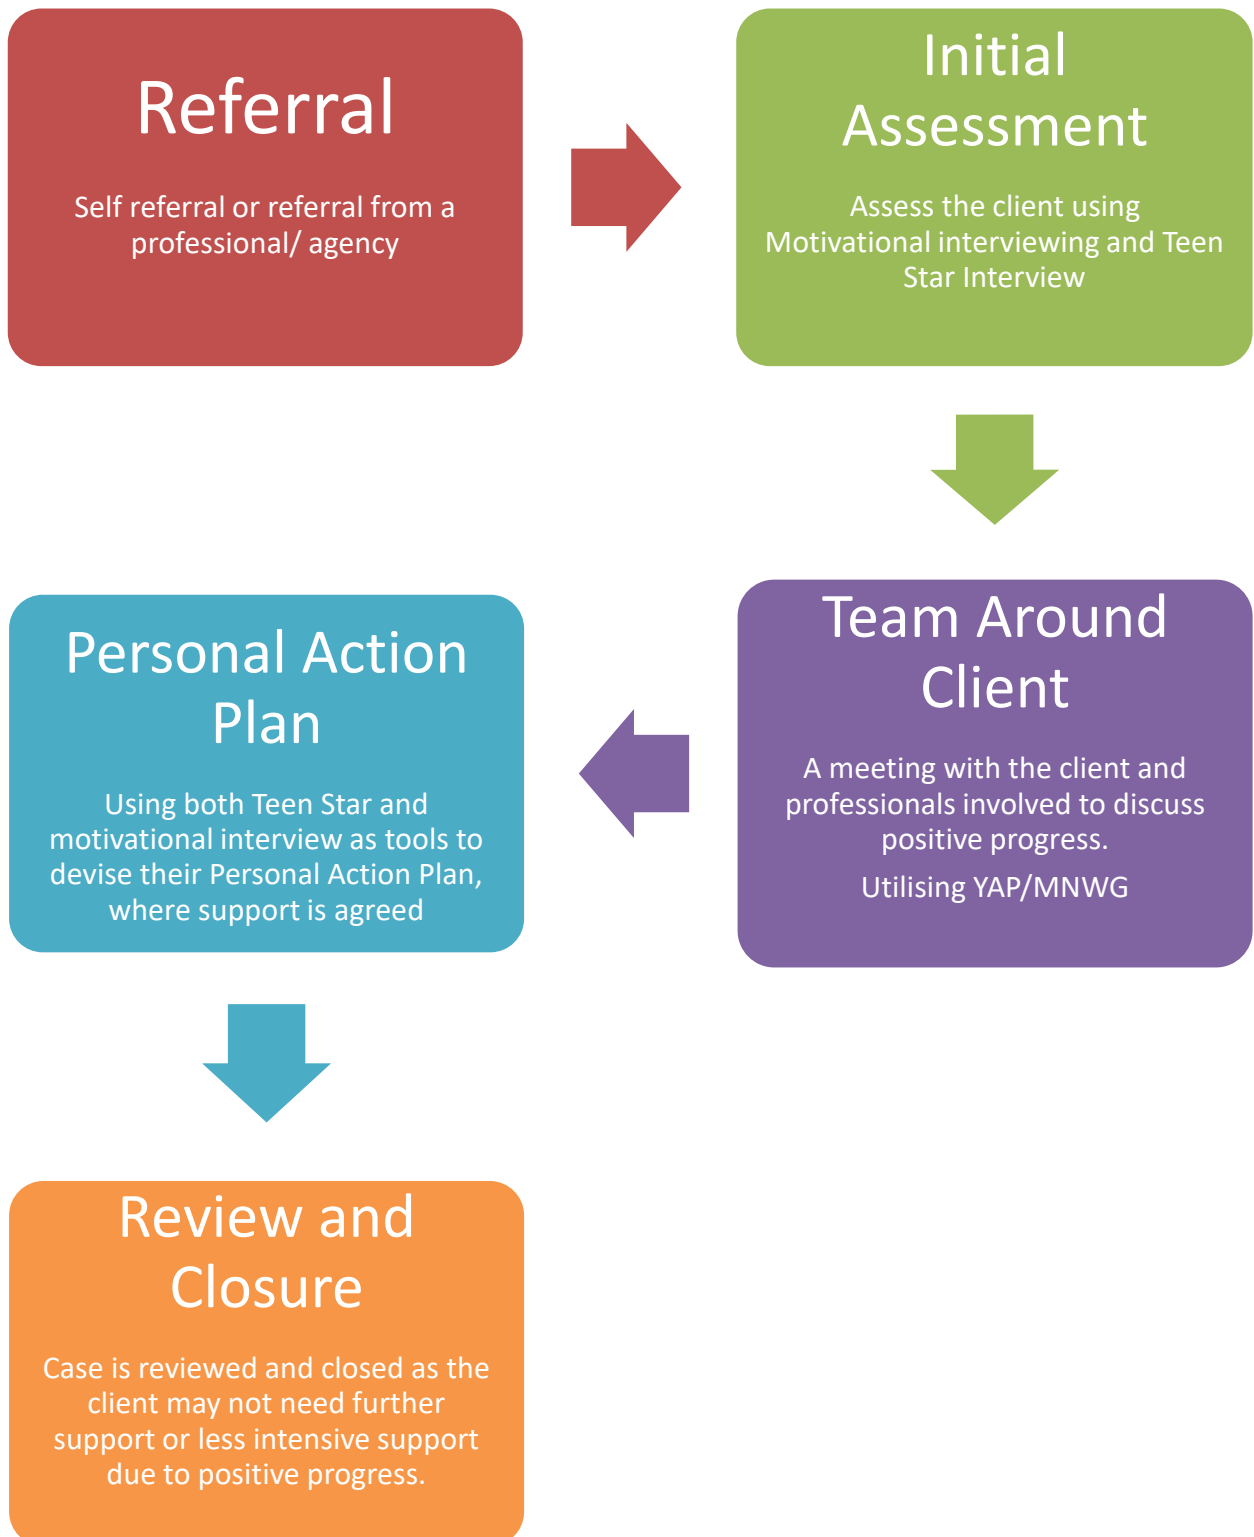 Referral
Self referral or referral from a
professional/ agency
Initial
Assessment
Assess the client using
Motivational interviewing and Teen
Star Interview
Team Around
Client
A meeting with the client and
professionals involved to discuss
positive progress.
Utilising YAP/MNWG
Personal Action
Plan
Using both Teen Star and
motivational interview as tools to
devise their Personal Action Plan,
where support is agreed
Review and
Closure
Case is reviewed and closed as the
client may not need further
support or less intensive support
due to positive progress.